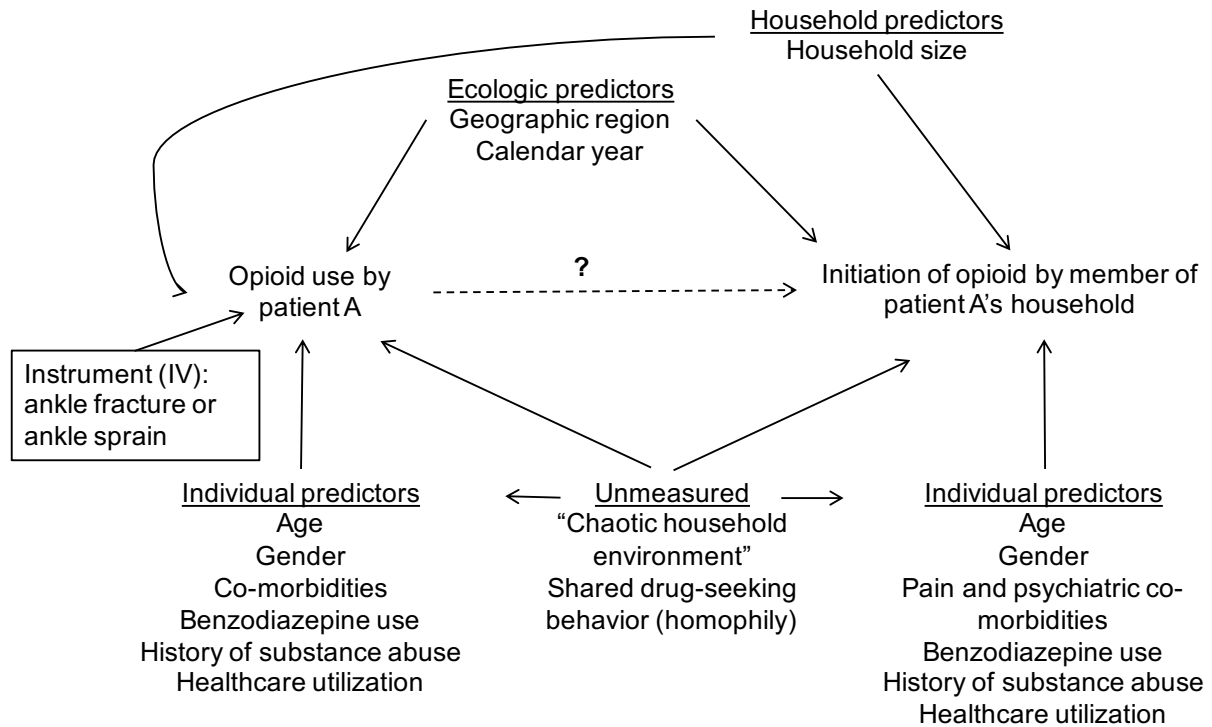 Household predictors
Household size
Ecologic predictors
Geographic region
Calendar year
?
Opioid use by
patient A
Initiation of opioid by member of
patient A's household
Instrument (IV):
ankle fracture or
ankle sprain
Individual predictors
Age
Gender
Co-morbidities
Benzodiazepine use
History of substance abuse
Healthcare utilization
Unmeasured
“Chaotic household
environment”
Shared drug-seeking
behavior (homophily)
Individual predictors
Age
Gender
Pain and psychiatric co-
morbidities
Benzodiazepine use
History of substance abuse
Healthcare utilization